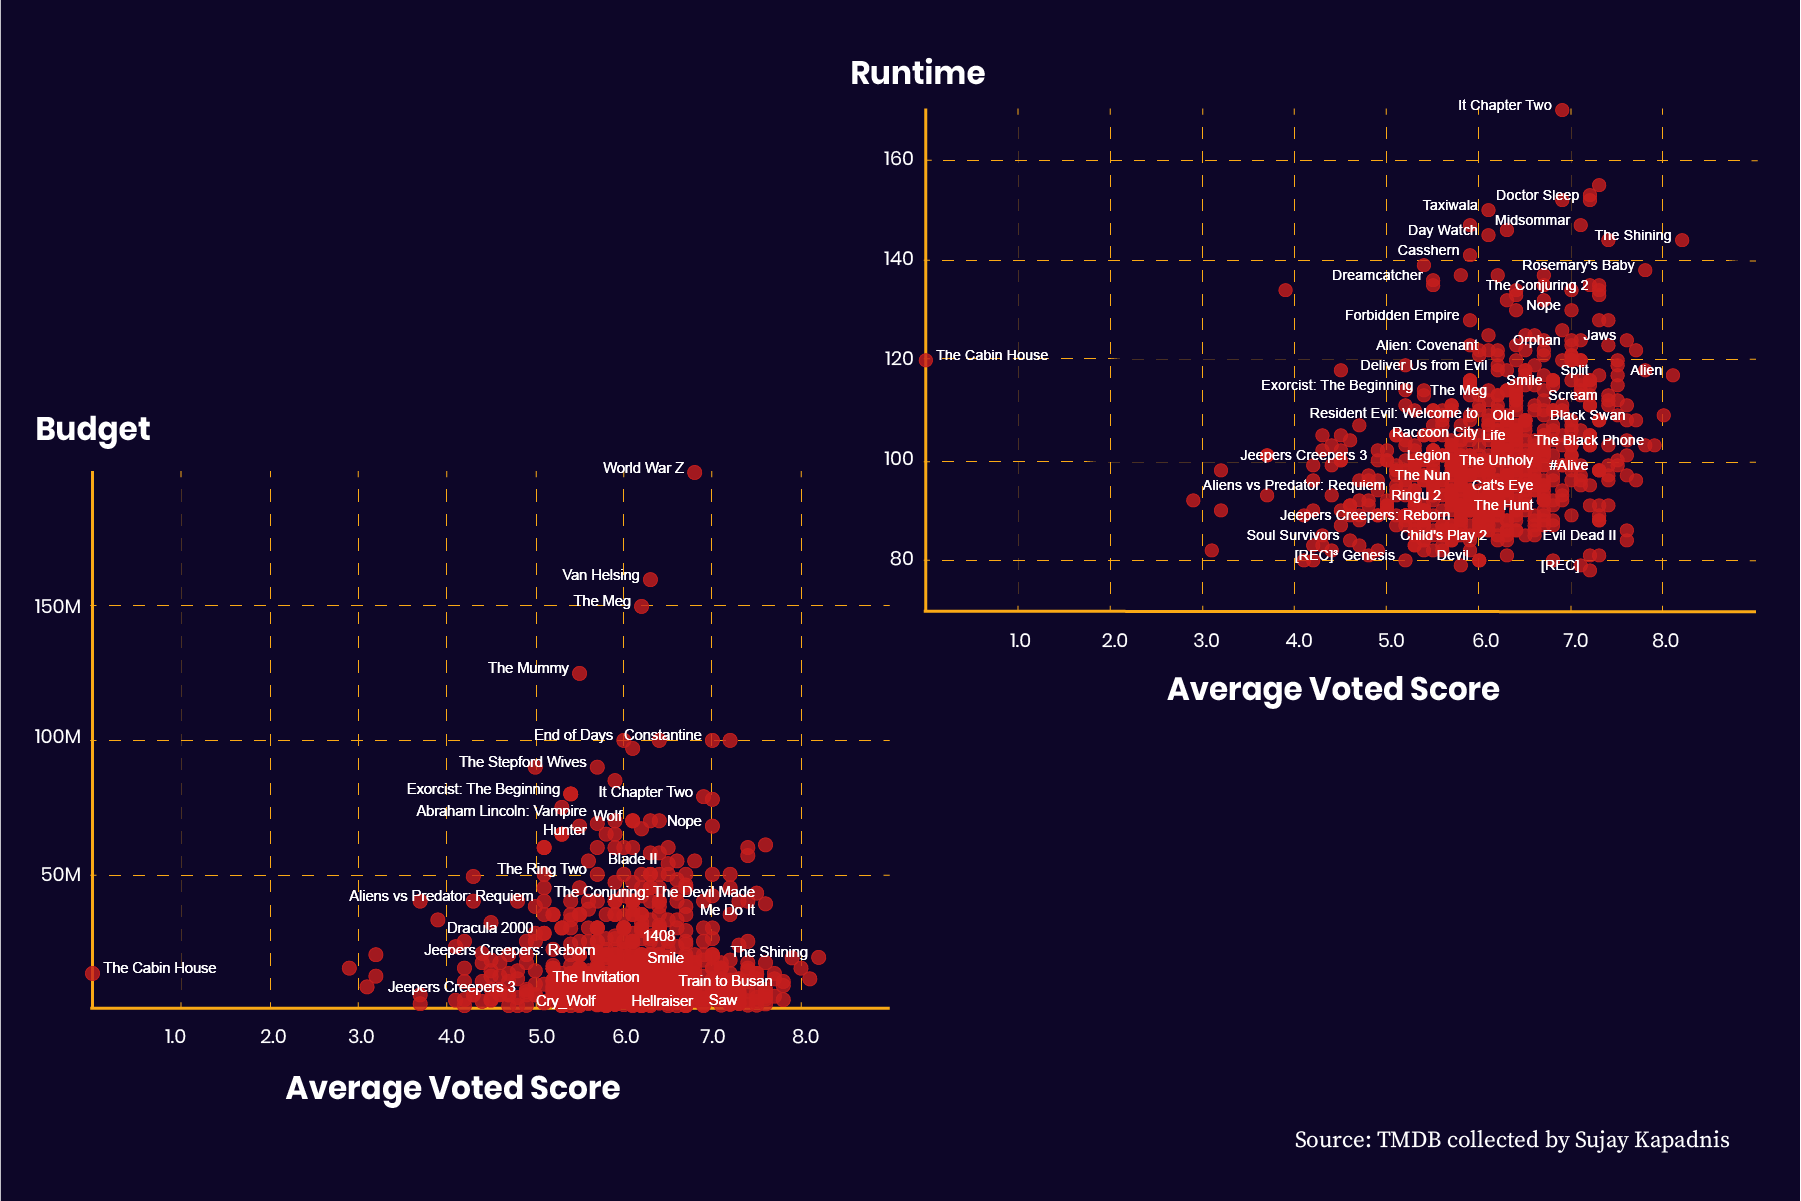 Runtime
It Chapter Two
160
Doctor Sleep
Taxiwala
Midsommar
Day Watch
The Shining
Casshern
140
Rosemary's Baby
Dreamcatcher
The Conjuring 2
Nope
Forbidden Empire
Jaws
Orphan
Alien: Covenant
120
The Cabin House
Deliver Us from Evil
Split
Alien
Smile
Exorcist: The Beginning
The Meg
Scream
Resident Evil: Welcome to
Raccoon City
Old
Black Swan
Life
The Black Phone
100
Jeepers Creepers 3
Legion
The Unholy
#Alive
The Nun
Aliens vs Predator: Requiem
Cat's Eye
Ringu 2
The Hunt
Jeepers Creepers: Reborn
Soul Survivors
Child's Play 2
Evil Dead II
80
[REC]³ Genesis
Devil
[REC]
1.0 2.0 3.0 4.0 5.0 6.0 7.0 8.0
Average Voted Score
Budget
World War Z
Van Helsing
The Meg
150M
The Mummy
100M
End of Days
Constantine
The Stepford Wives
Exorcist: The Beginning
It Chapter Two
Abraham Lincoln: Vampire
Hunter
Wolf
Nope
Blade II
50M
The Ring Two
The Conjuring: The Devil Made
Me Do It
Aliens vs Predator: Requiem
Dracula 2000
1408
Jeepers Creepers: Reborn
The Shining
Smile
The Cabin House
The Invitation
Train to Busan
Jeepers Creepers 3
Cry_Wolf
Hellraiser
Saw
1.0 2.0 3.0 4.0 5.0 6.0 7.0 8.0
Average Voted Score
Source: TMDB collected by Sujay Kapadnis